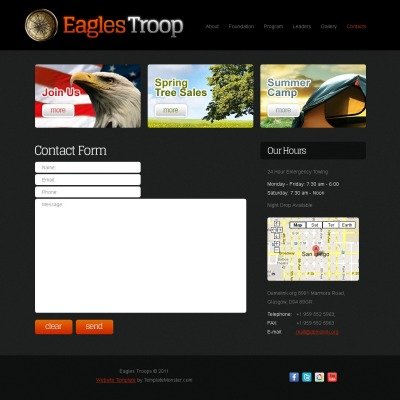 Eagles Troop
About Foundation Program Leaders Gallery Contacts
Join Us
more
Spring
Tree Sales
more
Summer
Camp
more
Contact Form
Name:
Email:
Phone:
Message:
clear send
Our Hours
24 Hour Emergency Towing
Monday - Friday: 7:30 am - 6:00
Saturday: 7:30 am - Noon
Night Drop Available
Map Sat Ter Earth
San Diego
8901 Marmora Road,
Glasgow, D04 89GR.
Telephone: +1 959 552 5963
FAX: +1 959 552 5963
E-mail: mail@demolink.org
Eagles Troops © 2011
Website Template by TemplateMonster.com